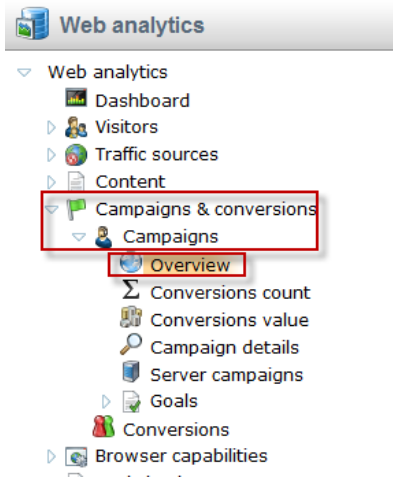 Web analytics
Web analytics
Dashboard
Visitors
Traffic sources
Content
Campaigns & conversions
Campaigns
Overview
Conversions count
Conversions value
Campaign details
Server campaigns
Goals
Conversions
Browser capabilities